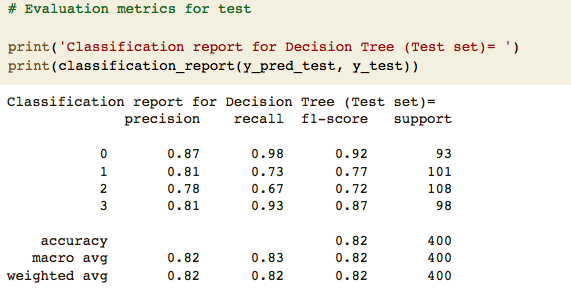 # Evaluation metrics for test
print('Classification report for Decision Tree (Test set)= ')
print(classification_report(y_pred_test, y_test))
Classification report for Decision Tree (Test set)=
precision recall f1-score support
0 0.87 0.98 0.92 93
1 0.81 0.73 0.77 101
2 0.78 0.67 0.72 108
3 0.81 0.93 0.87 98
accuracy 0.82 400
macro avg 0.82 0.83 0.82 400
weighted avg 0.82 0.82 0.82 400